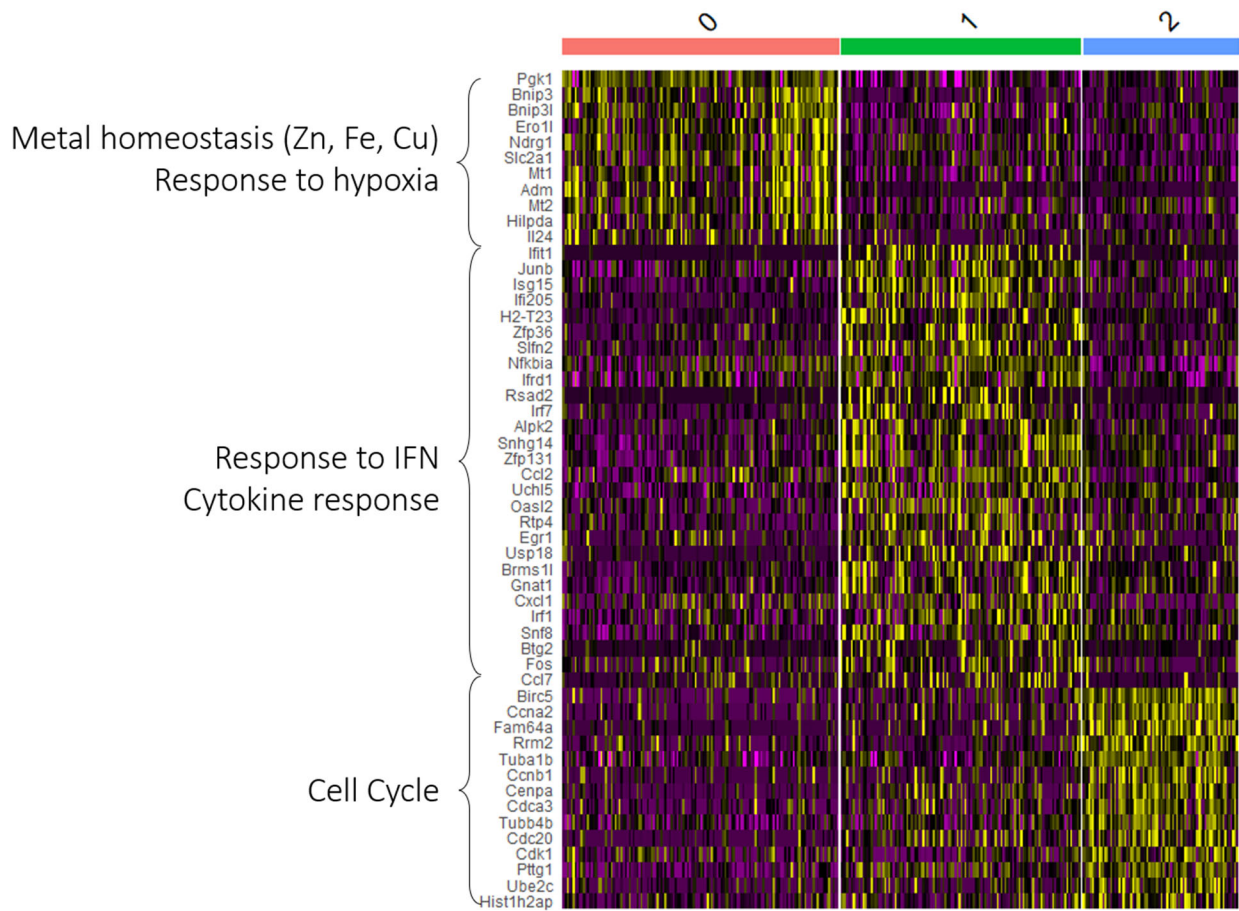 0 1 2
Metal homeostasis (Zn, Fe, Cu)
Response to hypoxia
Pgk1
Bnip3
Bnip3l
Ero1l
Ndrg1
Slc2a1
Mt1
Adm
Mt2
Hilpda
Il24
Response to IFN
Cytokine response
Ifit1
Junb
Isg15
Ifi205
H2-T23
Zfp36
Slfn2
Nfkbia
Ifrd1
Rsad2
Irf7
Alpk2
Snhg14
Zfp131
Ccl2
Uchl5
Oasl2
Rtp4
Egr1
Usp18
Brms1l
Gnat1
Cxcl1
Irf1
Snf8
Btg2
Fos
Ccl7
Cell Cycle
Birc5
Ccna2
Fam64a
Rrm2
Tuba1b
Ccnb1
Cenpa
Cdca3
Tubb4b
Cdc20
Cdk1
Pttg1
Ube2c
Hist1h2ap